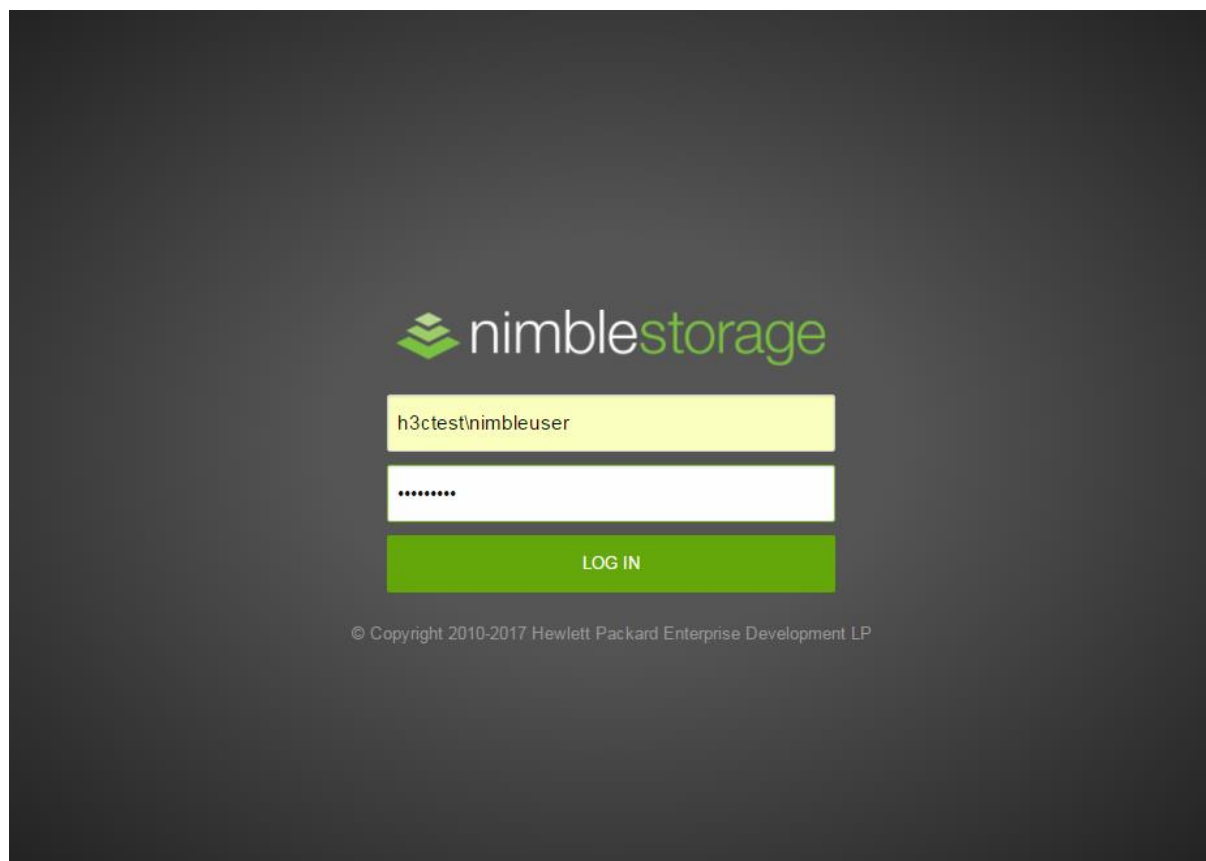 nimblestorage
h3ctest\nimbleuser
•••••••••
LOG IN
© Copyright 2010-2017 Hewlett Packard Enterprise Development LP